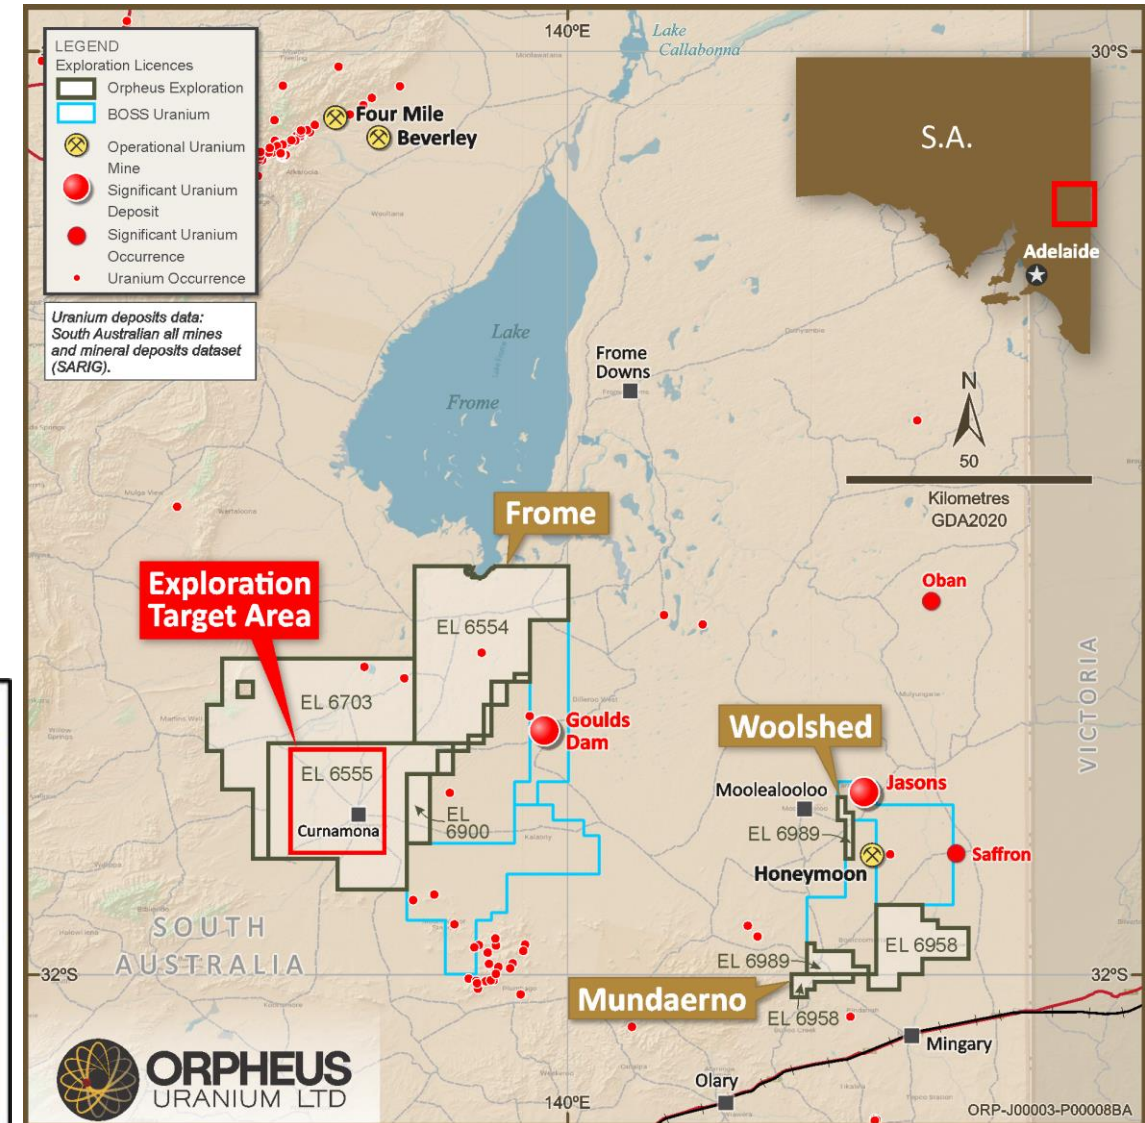 LEGEND
Exploration Licences
Orpheus Exploration
BOSS Uranium
Operational Uranium
Mine
Significant Uranium
Deposit
Significant Uranium
Occurrence
Uranium Occurrence
Uranium deposits data:
South Australian all mines
and mineral deposits dataset
(SARIG).
140ºE
Lake
Callabonna
30ºS
Four Mile
Beverley
S.A.
Adelaide
Lake
Frome
Frome
Downs
N
50
Kilometres
GDA2020
Mulga View
Frome
Exploration
Target Area
EL 6554
Oban
EL 6703
Goulds
Dam
Woolshed
VICTORIA
EL 6555
Moolealooloo
Jasons
Curnamona
EL
6900
EL 6989
Honeymoon
Saffron
SOUTH
AUSTRALIA
EL 6989
EL 6958
32ºS
32ºS
Mundaerno
EL 6958
Mingary
Olary
ORPHEUS
URANIUM LTD
140ºE
ORP-J00003-P00008BA